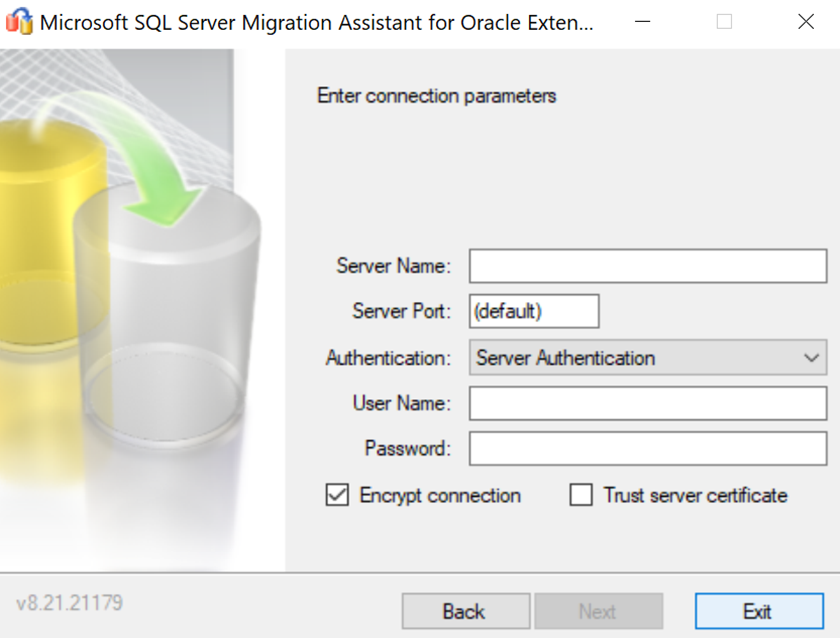 Microsoft SQL Server Migration Assistant for Oracle Exten...
Enter connection parameters
Server Name:
Server Port: (default)
Authentication: Server Authentication
User Name:
Password:
Encrypt connection Trust server certificate
v8.21.21179
Back Next Exit